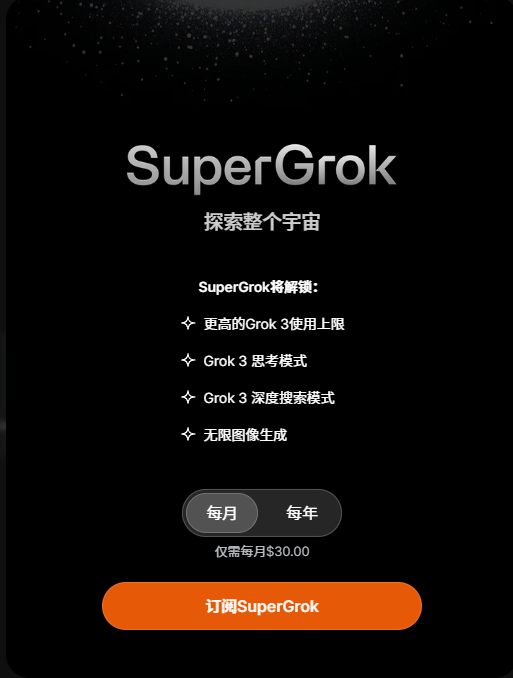 SuperGrok
探索整个宇宙
SuperGrok将解锁：
更高的Grok 3使用上限
Grok 3 思考模式
Grok 3 深度搜索模式
无限图像生成
每月 每年
仅需每月$30.00
订阅SuperGrok